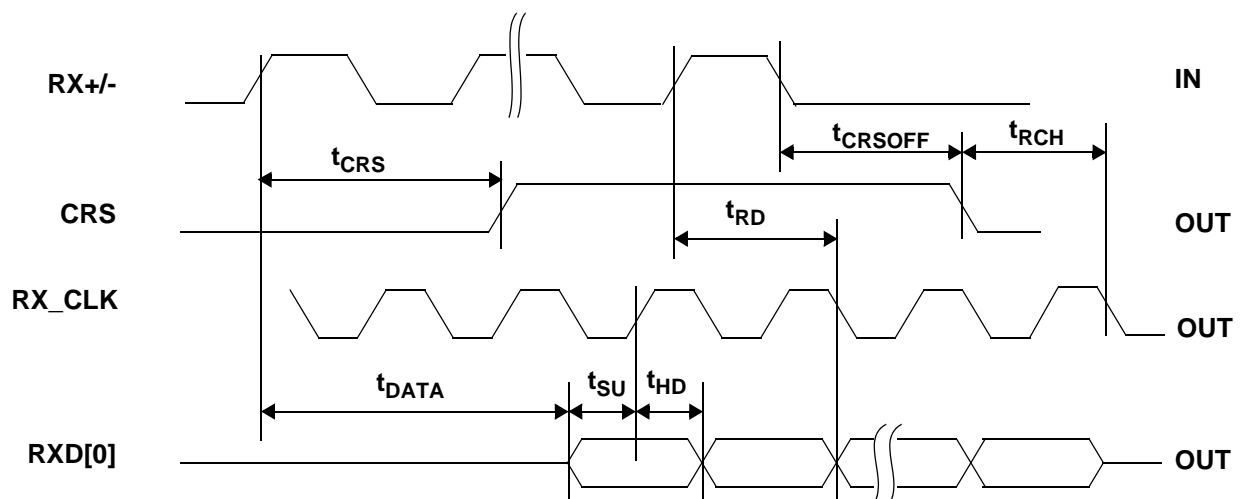 RX+/- IN
tCRSOFF tRCH
tCRS
CRS tRD OUT
RX_CLK OUT
tDATA tSU tHD
RXD[0] OUT